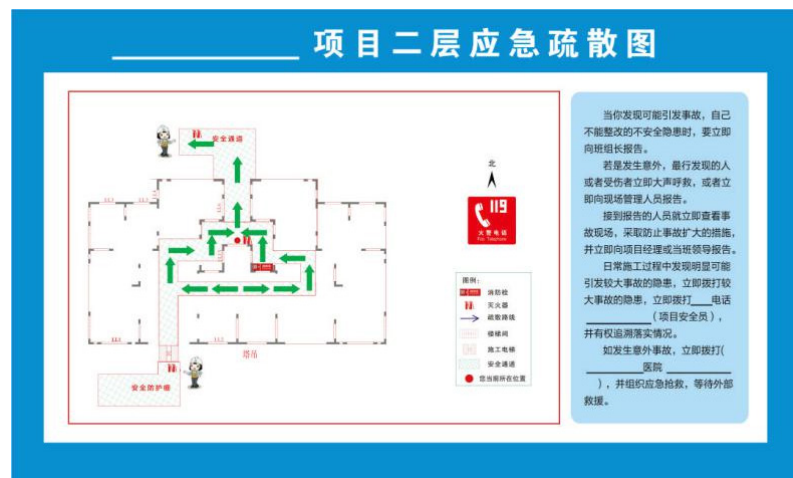 项目二层应急疏散图
安全通道
北
119
火警电话
Fire Telephone
图例：
消防栓
灭火器
疏散路线
楼梯间
施工电梯
安全通道
您当前所在位置
塔吊
安全防护棚
当你发现可能引发事故，自己
不能整改的不安全隐患时，要立即
向班组长报告。
若是发生意外，最行发现的人
或者受伤者立即大声呼救，或者立
即向现场管理人员报告。
接到报告的人员就立即查看事
故现场，采取防止事故扩大的措施，
并立即向项目经理或当班领导报告。
日常施工过程中发现明显可能
引发较大事故的隐患，立即拨打较
大事故的隐患，立即拨打____电话
____________（项目安全员），
并有权追溯落实情况。
如发生意外事故，立即拨打(
__________医院 ____________
），并组织应急抢救，等待外部
救援。